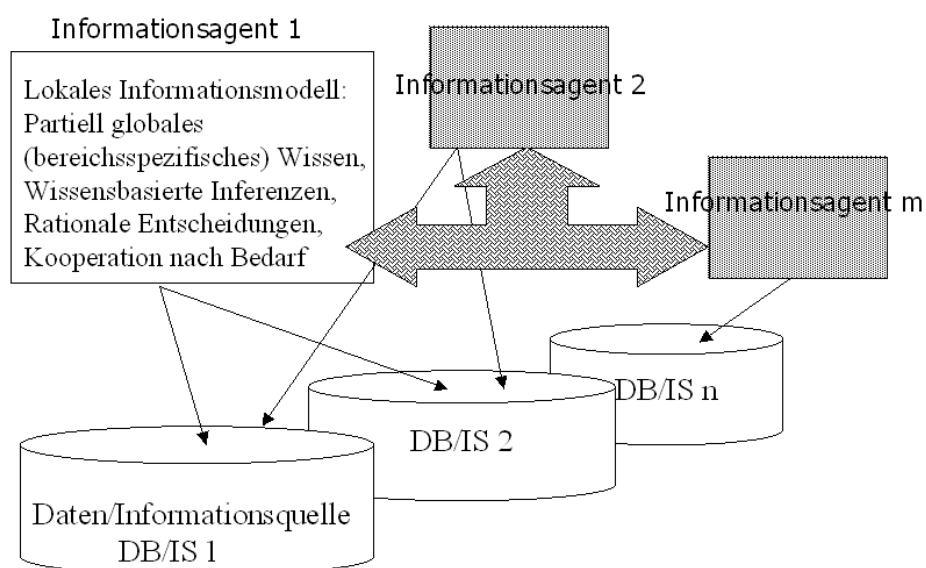 Informationsagent 1
Lokales Informationsmodell:
Partiell globales
(bereichsspezifisches) Wissen,
Wissensbasierte Inferenzen,
Rationale Entscheidungen,
Kooperation nach Bedarf
Informationsagent 2
Informationsagent m
DB/IS n
DB/IS 2
Daten/Informationsquelle
DB/IS 1